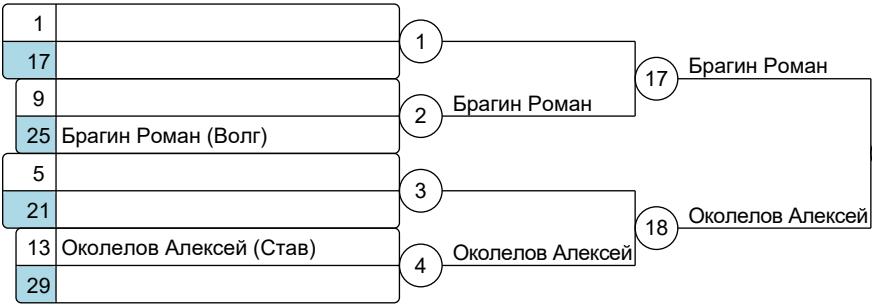 1
17
1
9
25 Брагин Роман (Волг)
2
Брагин Роман
17
Брагин Роман
5
21
3
13 Околелов Алексей (Став)
29
4
Околелов Алексей
18
Околелов Алексей